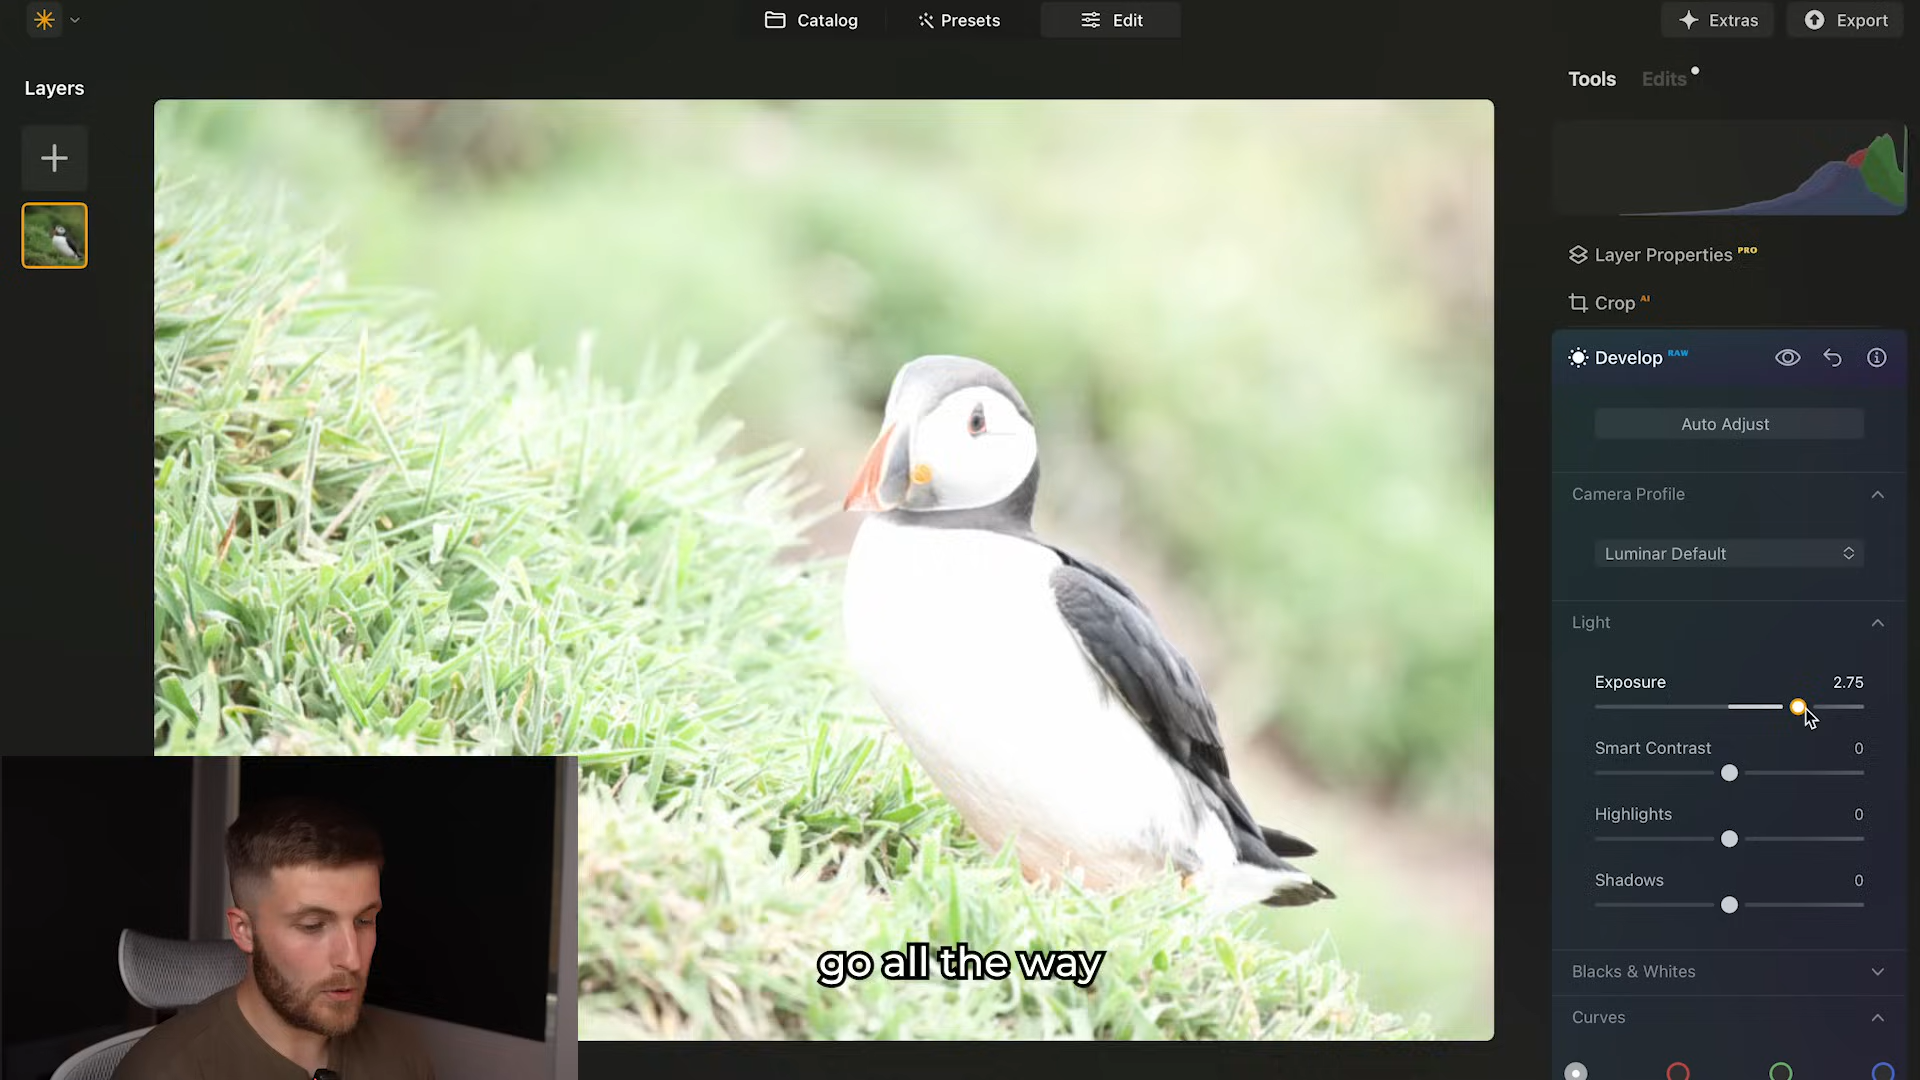 Catalog
Presets
Edit
Extras
Export
Layers
Tools
Edits
Layer Properties PRO
Crop AI
Develop RAW
Auto Adjust
Camera Profile
Luminar Default
Light
Exposure 2.75
Smart Contrast 0
Highlights 0
Shadows 0
Blacks & Whites
Curves
go all the way